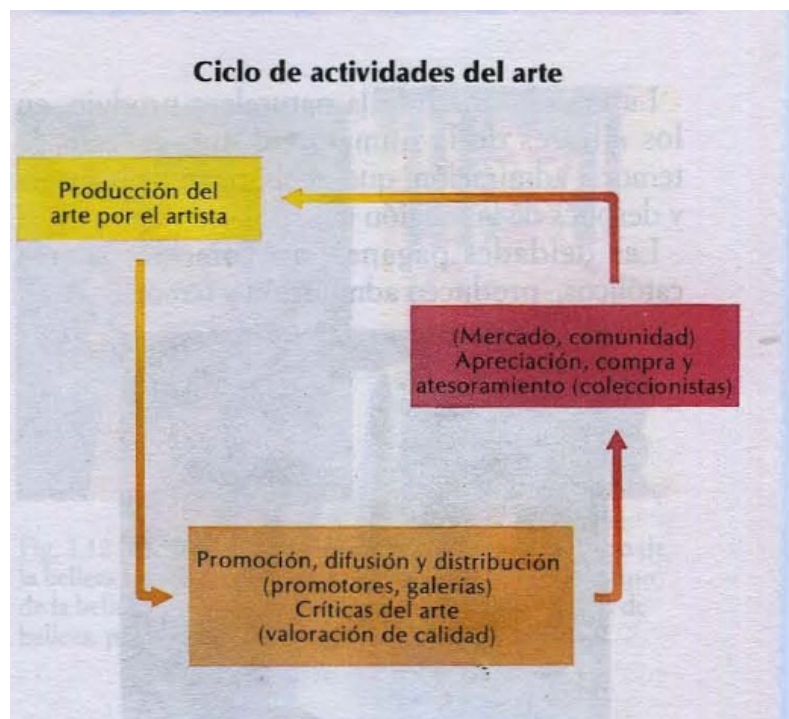 Ciclo de actividades del arte
Producción del
arte por el artista
(Mercado, comunidad)
Apreciación, compra y
atesoramiento (coleccionistas)
Promoción, difusión y distribución
(promotores, galerías)
Críticas del arte
(valoración de calidad)